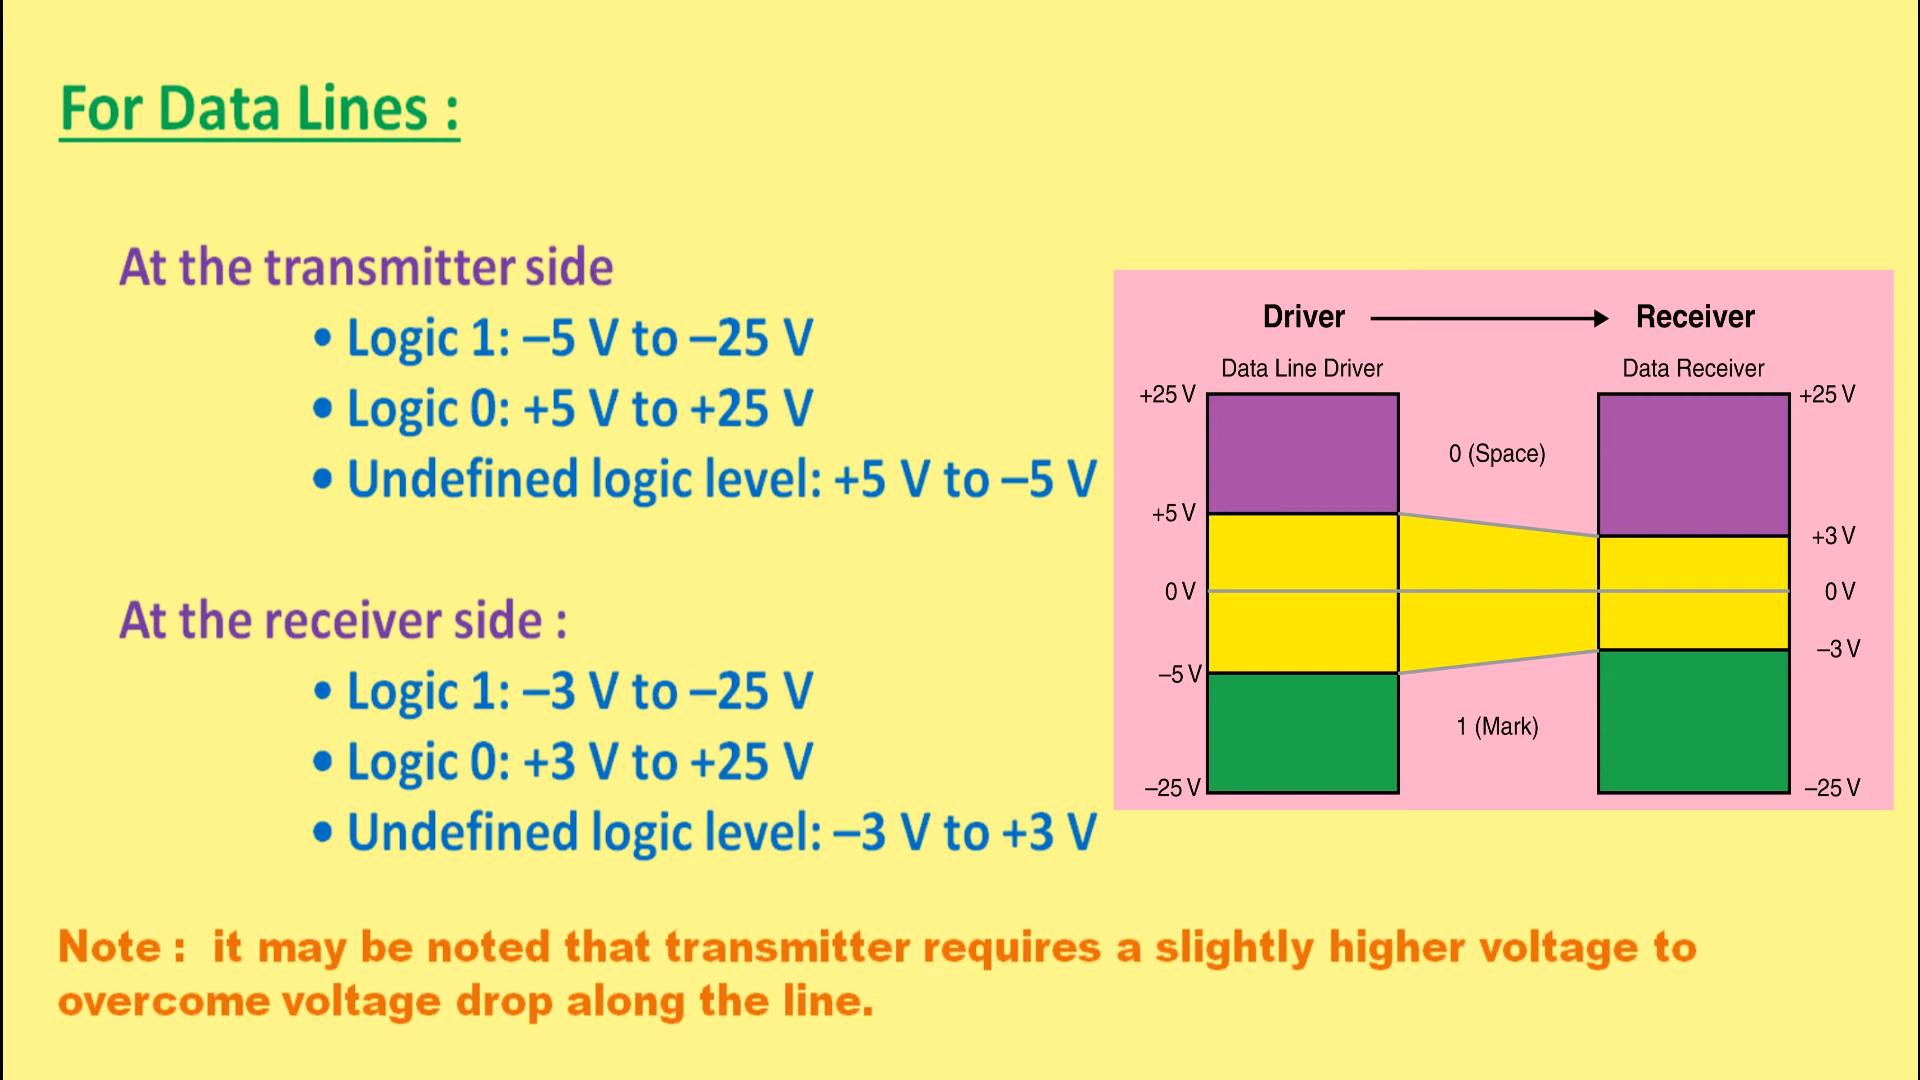 For Data Lines :
At the transmitter side
• Logic 1: –5 V to –25 V
• Logic 0: +5 V to +25 V
• Undefined logic level: +5 V to –5 V
At the receiver side :
• Logic 1: –3 V to –25 V
• Logic 0: +3 V to +25 V
• Undefined logic level: –3 V to +3 V
Driver Receiver
Data Line Driver Data Receiver
+25 V +25 V
0 (Space)
+5 V
+3 V
0 V 0 V
–3 V
–5 V
1 (Mark)
–25 V –25 V
Note : it may be noted that transmitter requires a slightly higher voltage to
overcome voltage drop along the line.